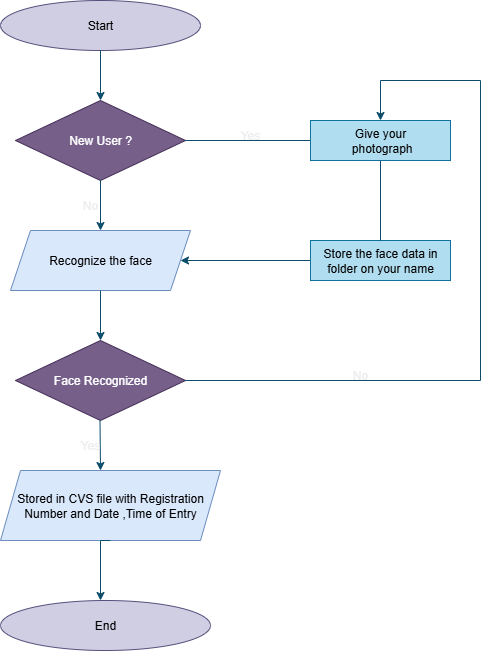 Start
New User ?
Yes
Give your
photograph
No
Recognize the face
Store the face data in
folder on your name
Face Recognized
No
Yes
Stored in CVS file with Registration
Number and Date ,Time of Entry
End